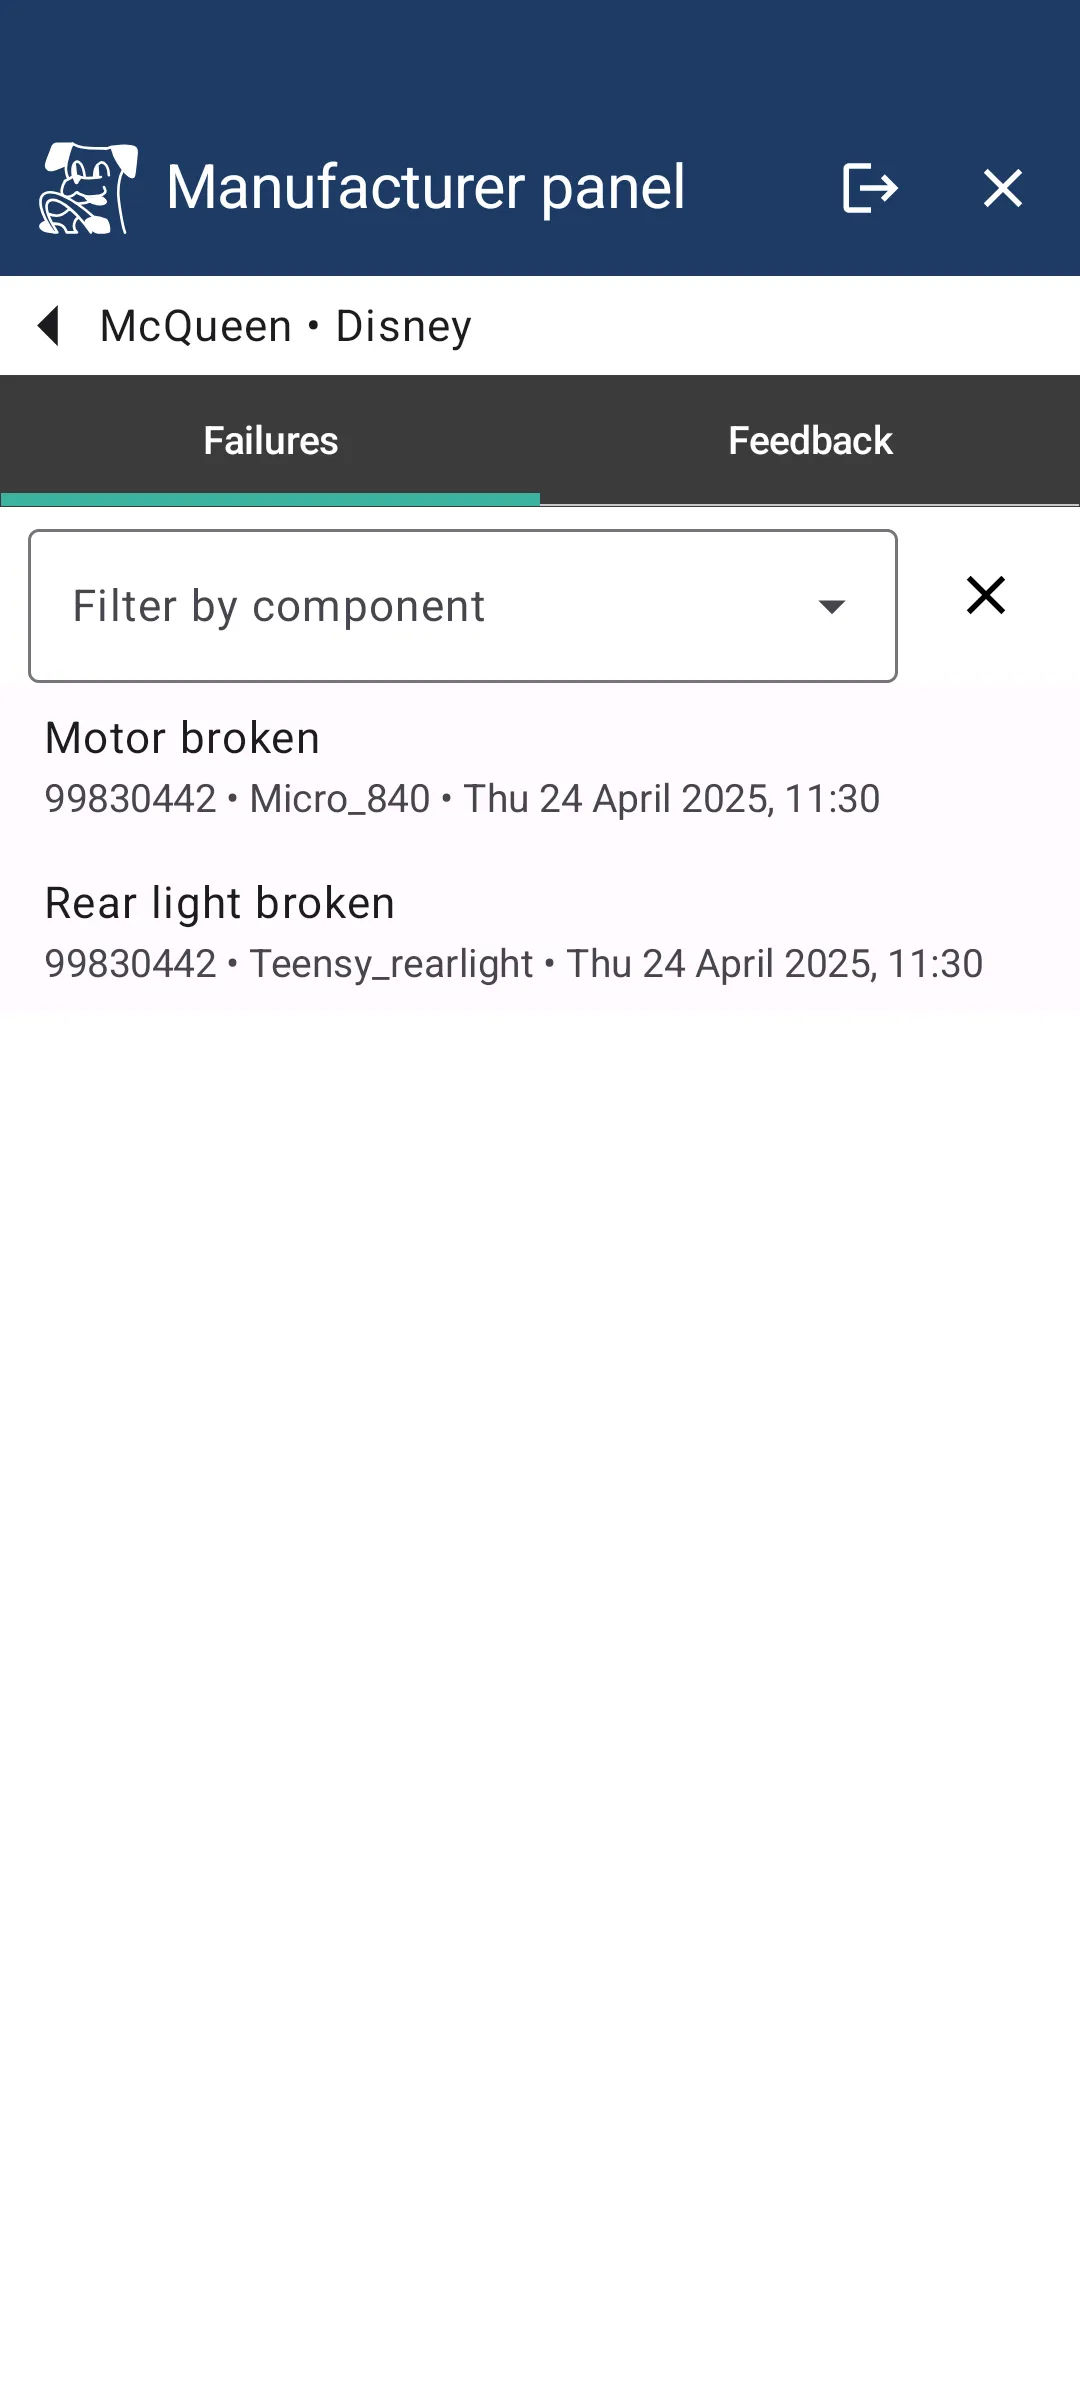 Manufacturer panel
McQueen • Disney
Failures
Feedback
Filter by component
Motor broken
99830442 • Micro_840 • Thu 24 April 2025, 11:30
Rear light broken
99830442 • Teensy_rearlight • Thu 24 April 2025, 11:30